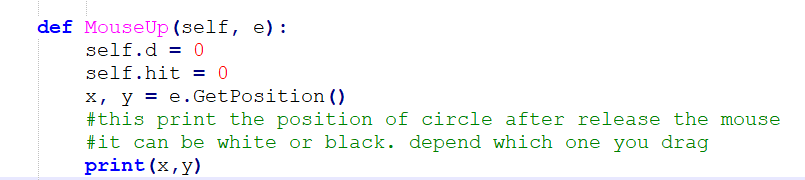 def MouseUp(self, e):
self.d = 0
self.hit = 0
x, y = e.GetPosition()
#this print the position of circle after release the mouse
#it can be white or black. depend which one you drag
print(x,y)